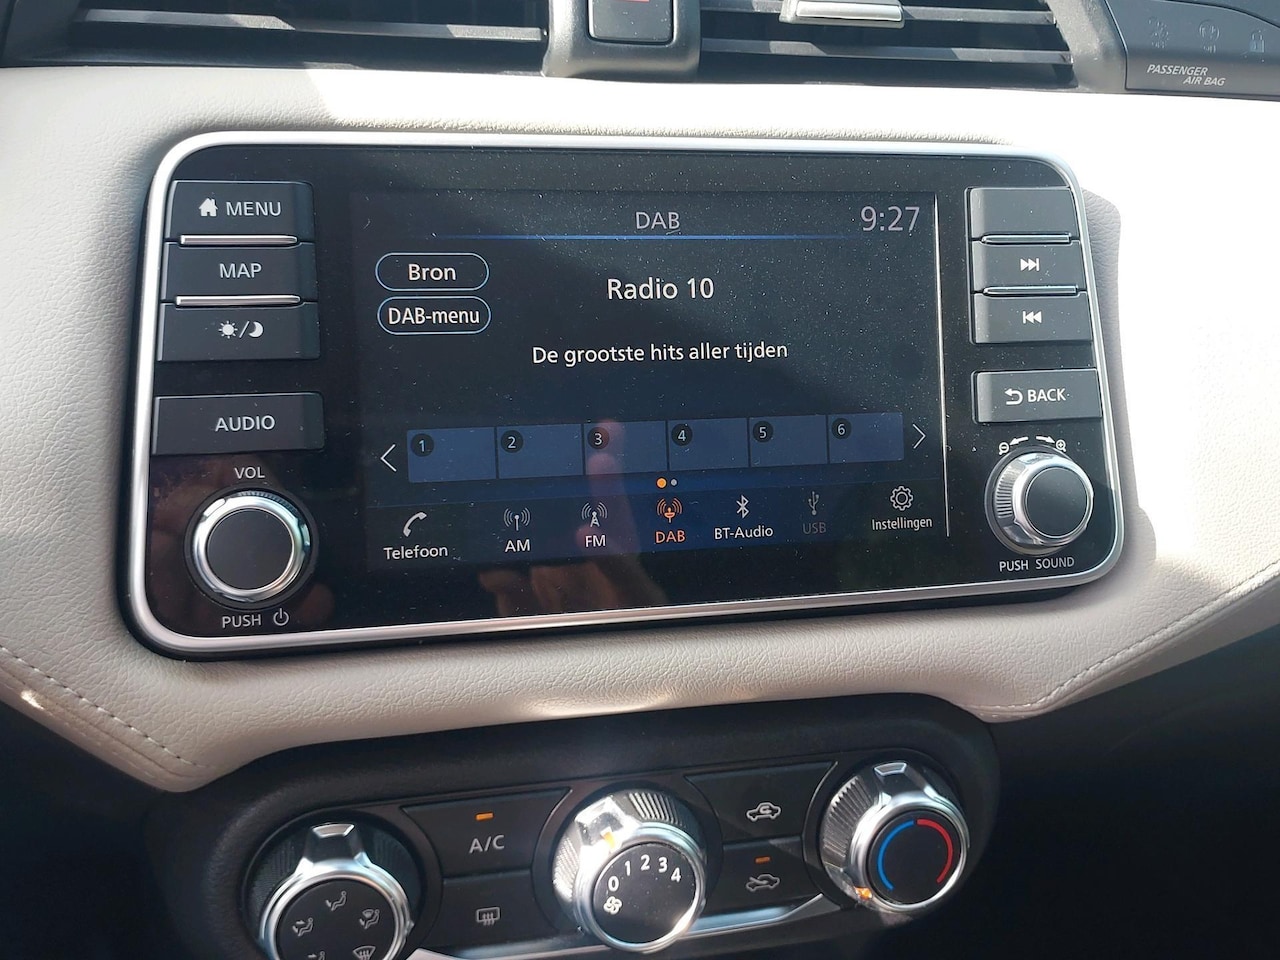 PASSENGER
AIR BAG
MENU
MAP
AUDIO
VOL
PUSH
DAB
9:27
Bron
DAB-menu
Radio 10
De grootste hits aller tijden
1 2 3 4 5 6
Telefoon AM FM DAB BT-Audio USB Instellingen
BACK
PUSH SOUND
A/C
0 1 2 3 4